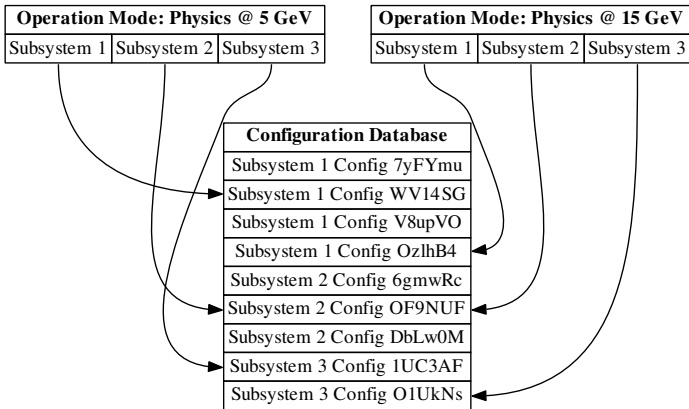 Operation Mode: Physics @ 5 GeV
Subsystem 1 Subsystem 2 Subsystem 3
Operation Mode: Physics @ 15 GeV
Subsystem 1 Subsystem 2 Subsystem 3
Configuration Database
Subsystem 1 Config 7yFYmu
Subsystem 1 Config WV14SG
Subsystem 1 Config V8upVO
Subsystem 1 Config OzlhB4
Subsystem 2 Config 6gmwRc
Subsystem 2 Config OF9NUF
Subsystem 2 Config DbLw0M
Subsystem 3 Config 1UC3AF
Subsystem 3 Config O1UkNs